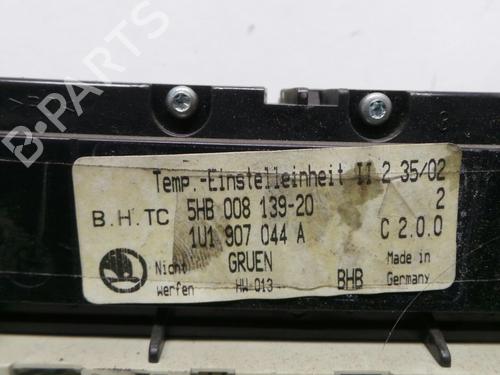 Temp.-Einstelleinheit II 2 35/02
B.H.TC 5HB 008 139-20 2
1U1 907 044 A C 2.0.0
Nicht GRUEN Made in
werfen HW 013 BHB Germany
B-PARTS